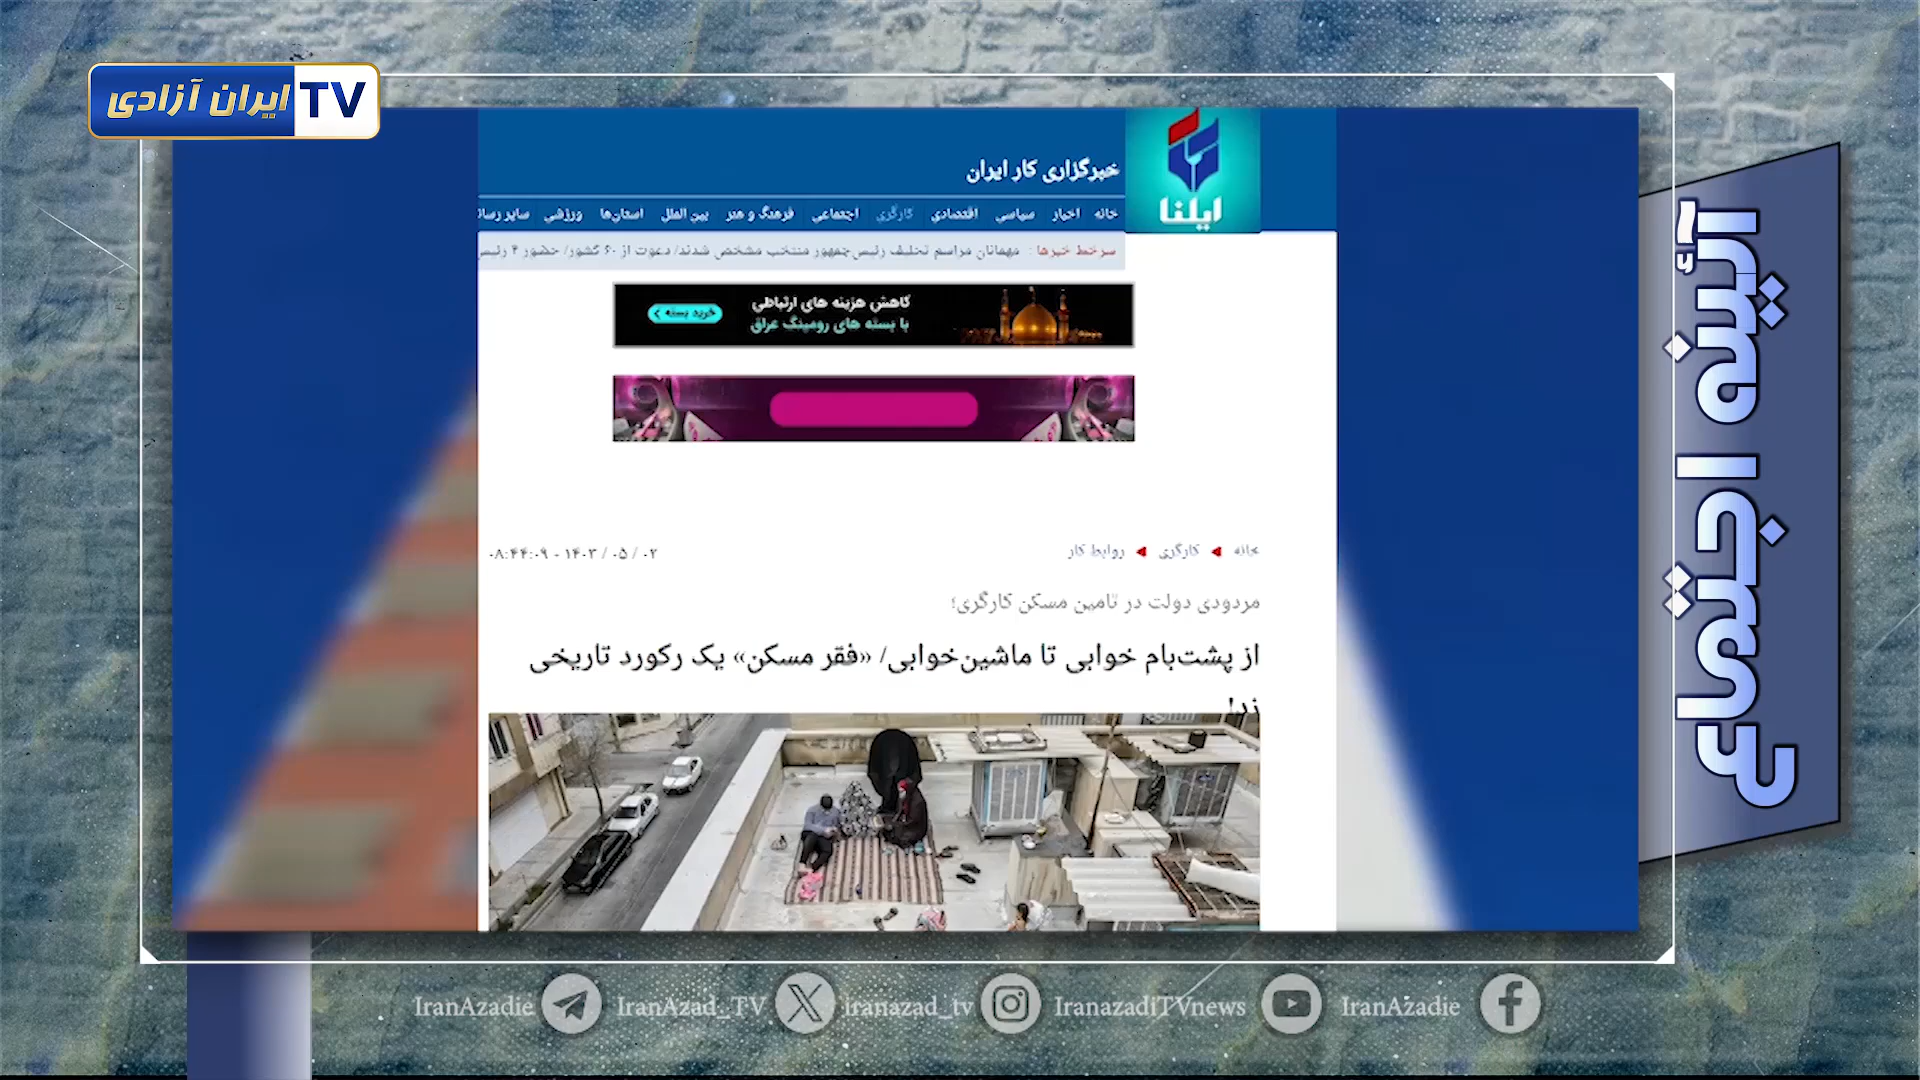 ایران آزادی TV
ایلنا
خبرگزاری کار ایران
خانه اخبار سیاسی اقتصادی کارگری اجتماعی فرهنگ و هنر بین الملل استان‌ها ورزشی سایر رسانه
سرخط خبرها : مهمانان مراسم تحلیف رئیس‌جمهور منتخب مشخص شدند/ دعوت از ۶۰ کشور/ حضور ۴ رئیس
کاهش هزینه های ارتباطی
با بسته های رومینگ عراق
خرید بسته
خانه کارگری روابط کار
۱۴۰۳ / ۰۵ / ۰۲ - ۰۸:۴۴:۰۹
مردودی دولت در تامین مسکن کارگری؛
از پشت‌بام خوابی تا ماشین‌خوابی/ «فقر مسکن» یک رکورد تاریخی
زد!
آئینه اجتماعی
IranAzadie IranAzad_TV iranazad_tv IranazadiTVnews IranAzadie